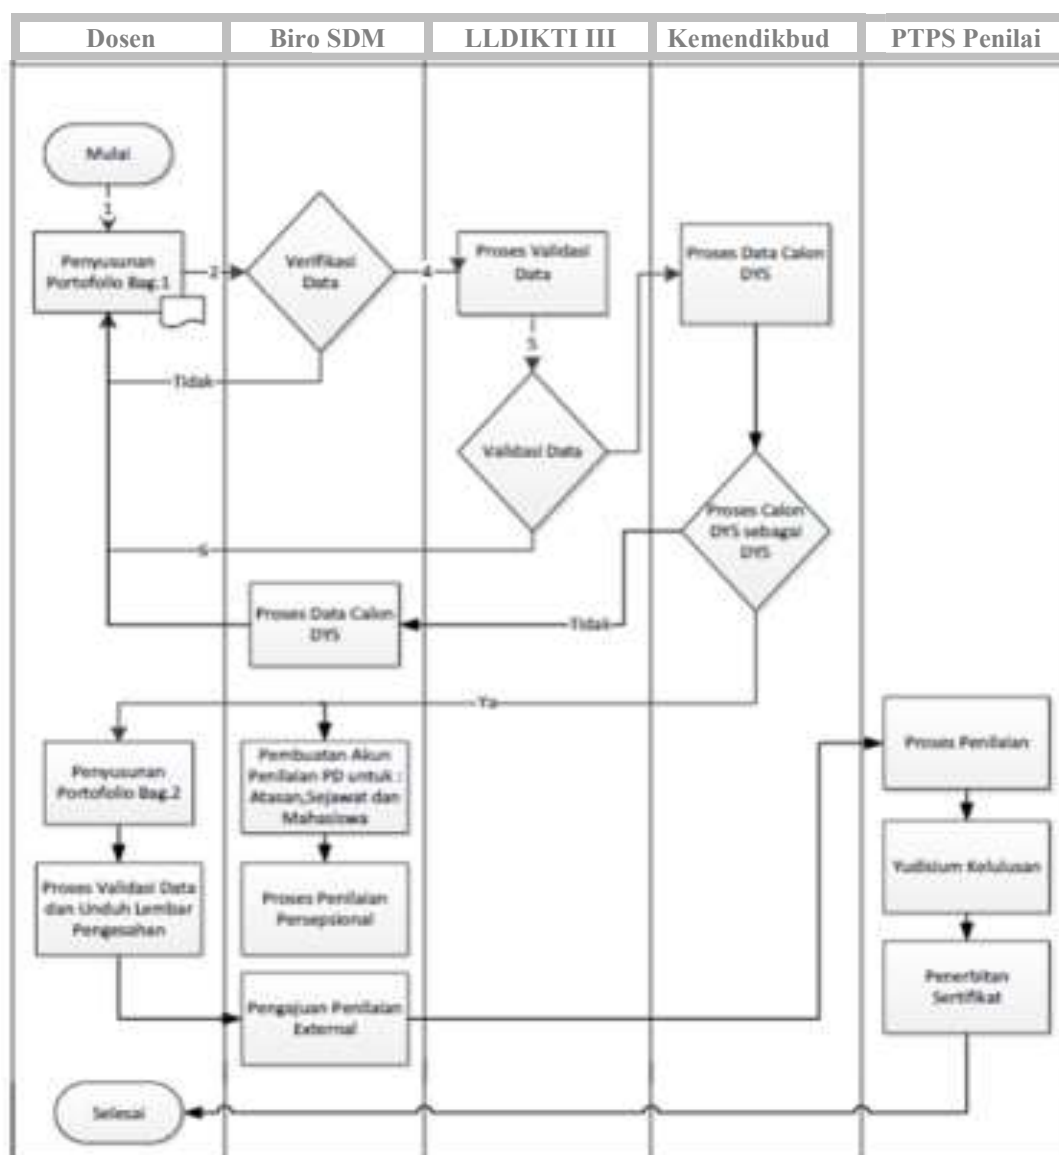 Dosen
Biro SDM
LLDIKTI III
Kemendikbud
PTPS Penilai
Mulai
1
Penyusunan
Portofolio Bag.1
2
Verifikasi
Data
4
Proses Validasi
Data
Proses Data Calon
DYS
5
Tidak
Validasi Data
Proses Calon
DYS sebagai
DYS
6
Proses Data Calon
DYS
Tidak
Ya
Penyusunan
Portofolio Bag.2
Pembuatan Akun
Penilaian PD untuk :
Atasan,Sejawat dan
Mahasiswa
Proses Penilaian
Proses Validasi Data
dan Unduh Lembar
Pengesahan
Proses Penilaian
Persepsional
Yudisium Kelulusan
Pengajuan Penilaian
External
Penerbitan
Sertifikat
Selesai